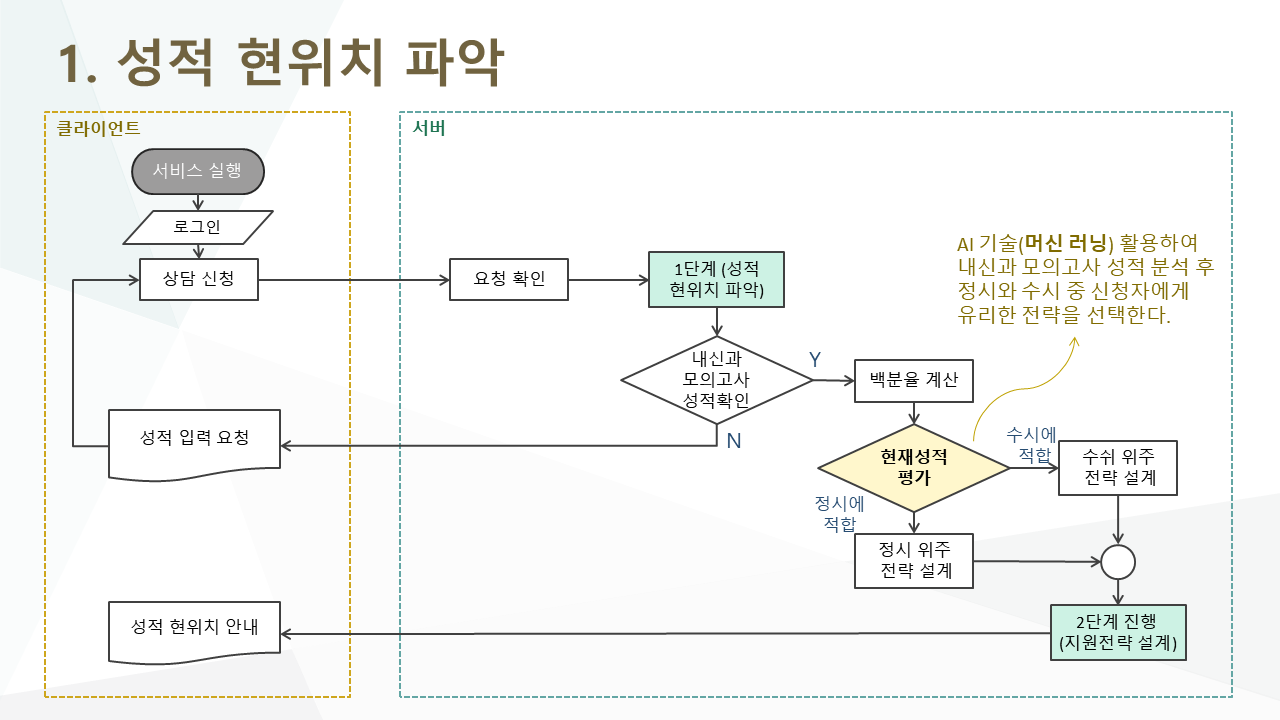 1. 성적 현위치 파악
클라이언트
서비스 실행
로그인
상담 신청
성적 입력 요청
성적 현위치 안내
서버
요청 확인
1단계 (성적
현위치 파악)
내신과
모의고사
성적확인
Y
N
백분율 계산
현재성적
평가
수시에
적합
수쉬 위주
전략 설계
정시에
적합
정시 위주
전략 설계
2단계 진행
(지원전략 설계)
AI 기술(머신 러닝) 활용하여
내신과 모의고사 성적 분석 후
정시와 수시 중 신청자에게
유리한 전략을 선택한다.